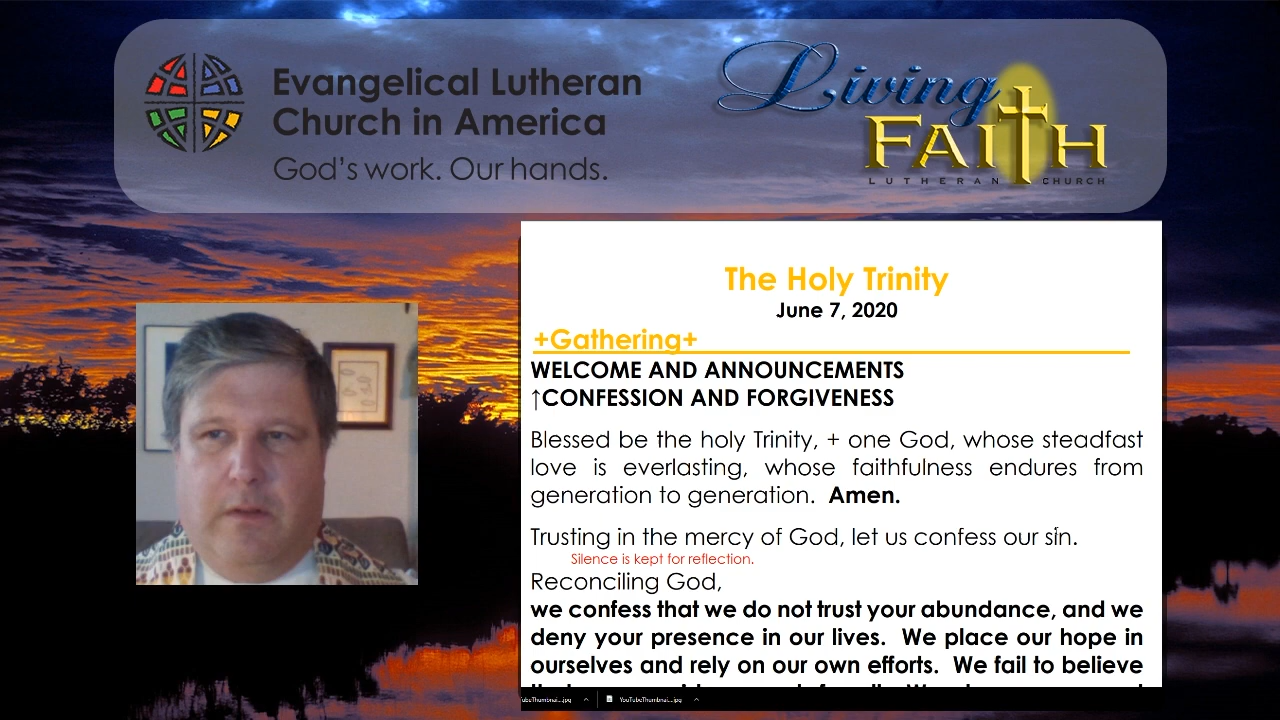 Evangelical Lutheran
Church in America
God's work. Our hands.
Living
FAITH
LUTHERAN CHURCH
The Holy Trinity
June 7, 2020
+Gathering+
WELCOME AND ANNOUNCEMENTS
↑CONFESSION AND FORGIVENESS
Blessed be the holy Trinity, + one God, whose steadfast
love is everlasting, whose faithfulness endures from
generation to generation. Amen.
Trusting in the mercy of God, let us confess our sin.
Silence is kept for reflection.
Reconciling God,
we confess that we do not trust your abundance, and we
deny your presence in our lives. We place our hope in
ourselves and rely on our own efforts. We fail to believe
YouTubeThumbnai....jpg